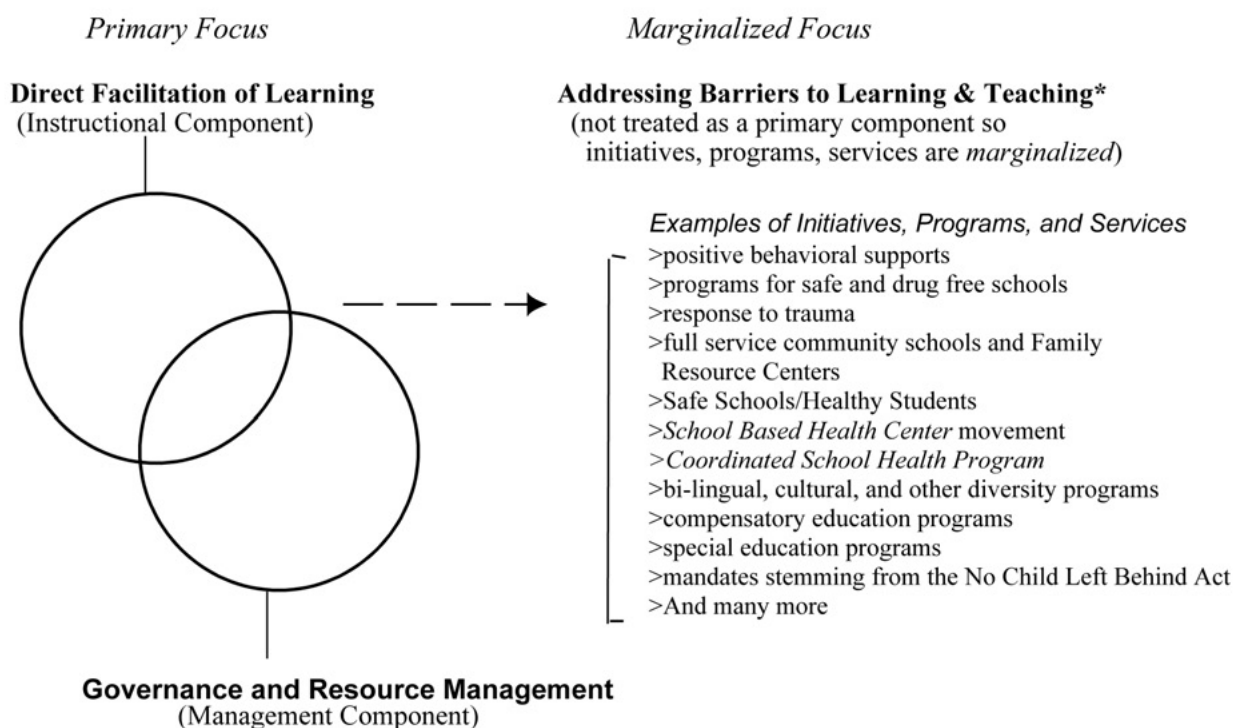 Primary Focus
Marginalized Focus
Direct Facilitation of Learning
(Instructional Component)
Addressing Barriers to Learning & Teaching*
(not treated as a primary component so
initiatives, programs, services are marginalized)
Examples of Initiatives, Programs, and Services
>positive behavioral supports
>programs for safe and drug free schools
>response to trauma
>full service community schools and Family
Resource Centers
>Safe Schools/Healthy Students
>School Based Health Center movement
>Coordinated School Health Program
>bi-lingual, cultural, and other diversity programs
>compensatory education programs
>special education programs
>mandates stemming from the No Child Left Behind Act
>And many more
Governance and Resource Management
(Management Component)